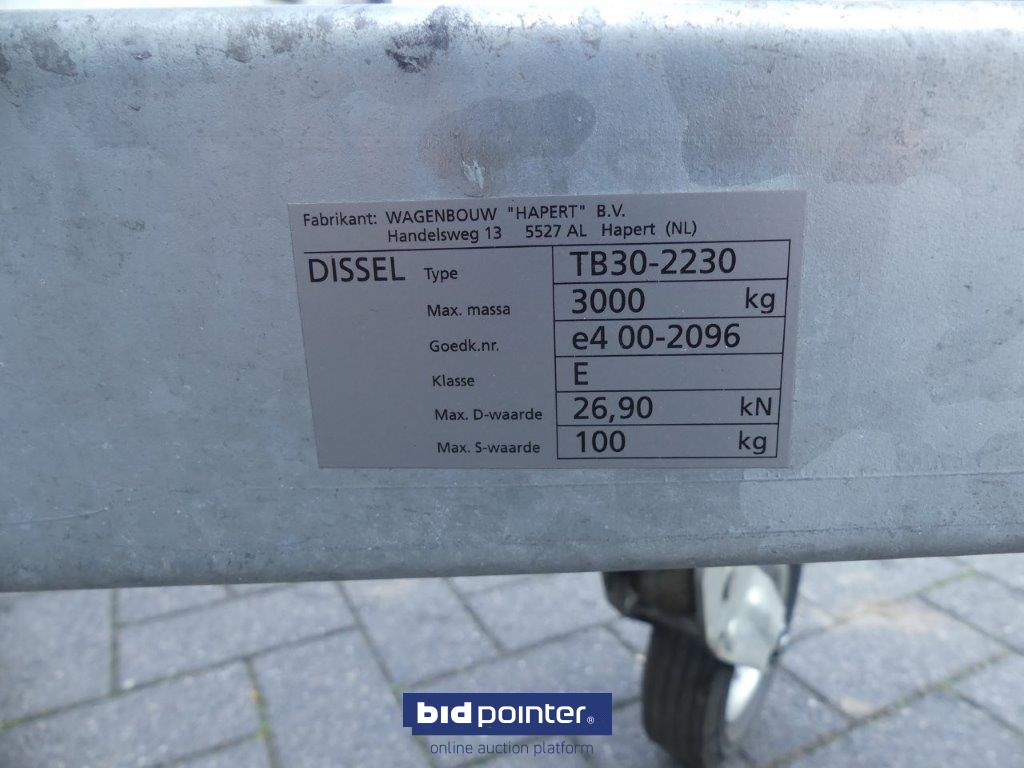 Fabrikant: WAGENBOUW "HAPERT" B.V.
Handelsweg 13 5527 AL Hapert (NL)
DISSEL Type TB30-2230
Max. massa 3000 kg
Goedk.nr. e4 00-2096
Klasse E
Max. D-waarde 26,90 kN
Max. S-waarde 100 kg
bidpointer®
online auction platform